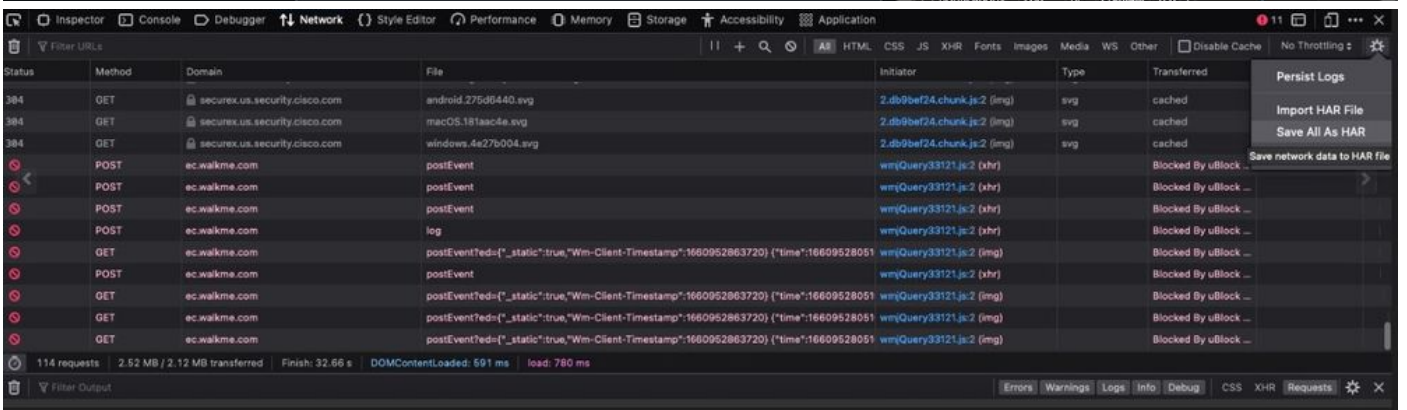 Inspector Console Debugger Network Style Editor Performance Memory Storage Accessibility Application 11
Filter URLs All HTML CSS JS XHR Fonts Images Media WS Other Disable Cache No Throttling
Status Method Domain File Initiator Type Transferred
Persist Logs
Import HAR File
Save All As HAR
Save network data to HAR file
304 GET securex.us.security.cisco.com android.275d6440.svg 2.db9bef24.chunk.js:2 (img) svg cached
304 GET securex.us.security.cisco.com macOS.181aac4e.svg 2.db9bef24.chunk.js:2 (img) svg cached
304 GET securex.us.security.cisco.com windows.4e27b004.svg 2.db9bef24.chunk.js:2 (img) svg cached
POST ec.walkme.com postEvent wmjQuery33121.js:2 (xhr) Blocked By uBlock ...
POST ec.walkme.com postEvent wmjQuery33121.js:2 (xhr) Blocked By uBlock ...
POST ec.walkme.com postEvent wmjQuery33121.js:2 (xhr) Blocked By uBlock ...
POST ec.walkme.com log wmjQuery33121.js:2 (xhr) Blocked By uBlock ...
GET ec.walkme.com postEvent?ed={"_static":true,"Wm-Client-Timestamp":1660952863720} {"time":16609528051 wmjQuery33121.js:2 (img) Blocked By uBlock ...
POST ec.walkme.com postEvent wmjQuery33121.js:2 (xhr) Blocked By uBlock ...
GET ec.walkme.com postEvent?ed={"_static":true,"Wm-Client-Timestamp":1660952863720} {"time":16609528051 wmjQuery33121.js:2 (img) Blocked By uBlock ...
GET ec.walkme.com postEvent?ed={"_static":true,"Wm-Client-Timestamp":1660952863720} {"time":16609528051 wmjQuery33121.js:2 (img) Blocked By uBlock ...
GET ec.walkme.com postEvent?ed={"_static":true,"Wm-Client-Timestamp":1660952863720} {"time":16609528051 wmjQuery33121.js:2 (img) Blocked By uBlock ...
114 requests 2.52 MB / 2.12 MB transferred Finish: 32.66 s DOMContentLoaded: 591 ms load: 780 ms
Filter Output Errors Warnings Logs Info Debug CSS XHR Requests